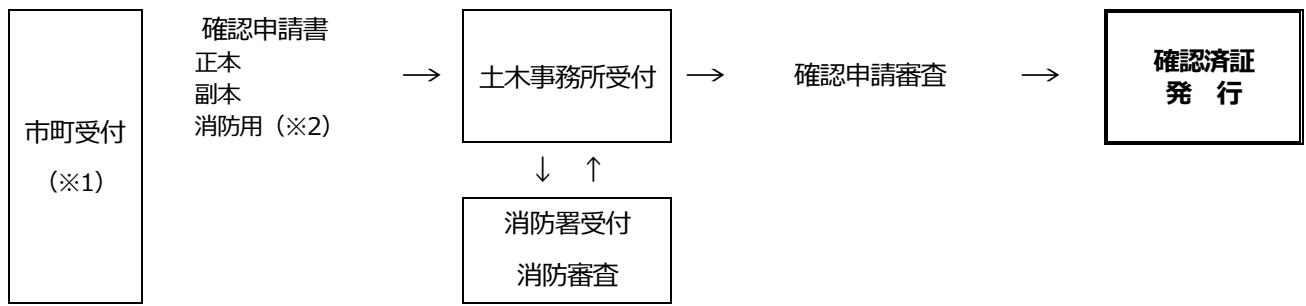 市町受付
（※1）
確認申請書
正本
副本
消防用（※2）
→
土木事務所受付
→
確認申請審査
→
確認済証
発　行
↓　↑
消防署受付
消防審査